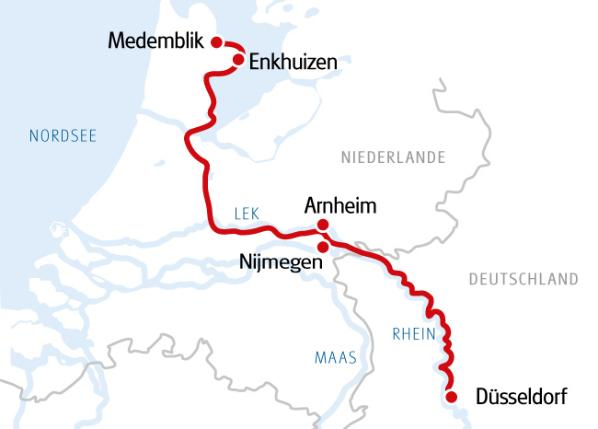 Medemblik
Enkhuizen
NORDSEE
NIEDERLANDE
Arnheim
LEK
Nijmegen
DEUTSCHLAND
RHEIN
MAAS
Düsseldorf